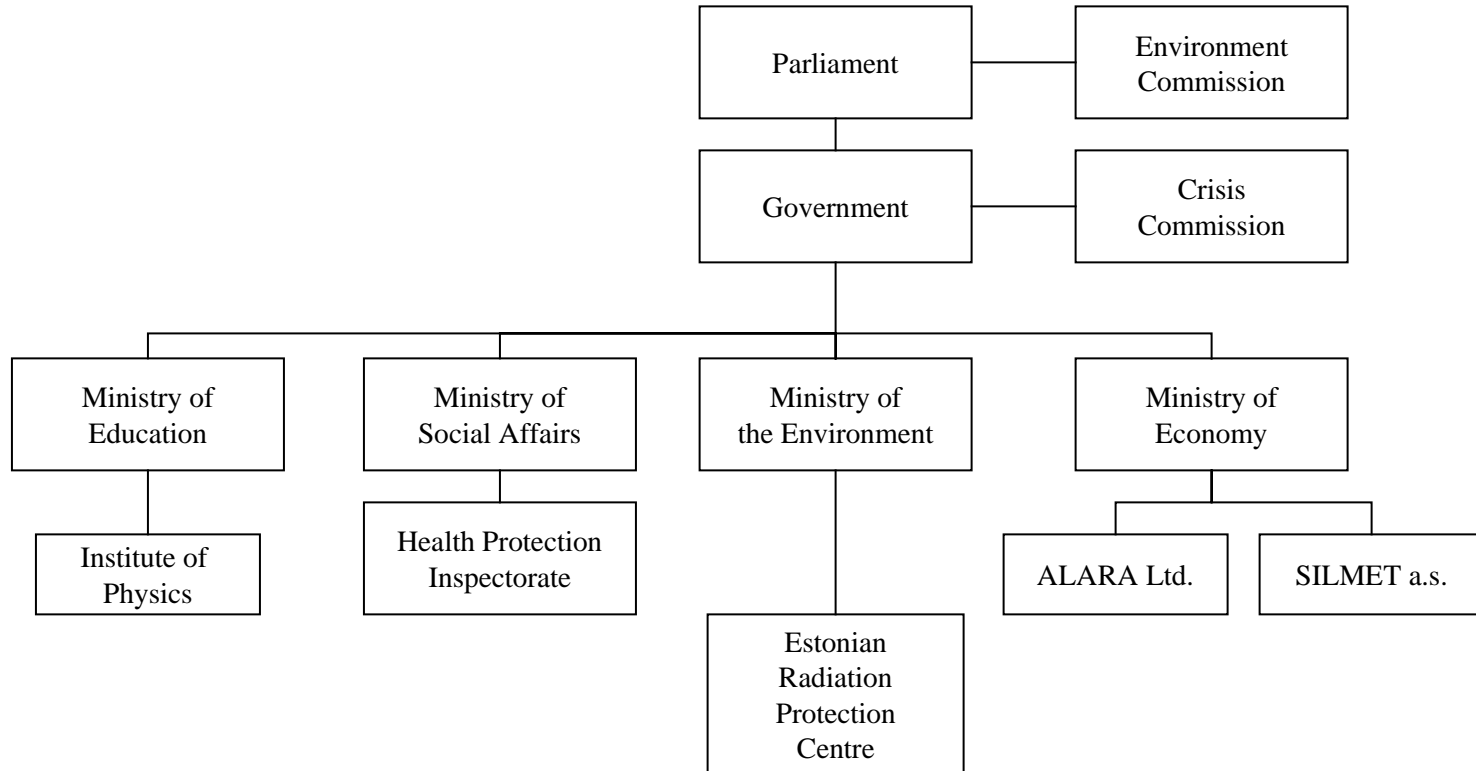 Parliament
Environment
Commission
Government
Crisis
Commission
Ministry of
Education
Ministry of
Social Affairs
Ministry of
the Environment
Ministry of
Economy
Institute of
Physics
Health Protection
Inspectorate
ALARA Ltd.
SILMET a.s.
Estonian
Radiation
Protection
Centre